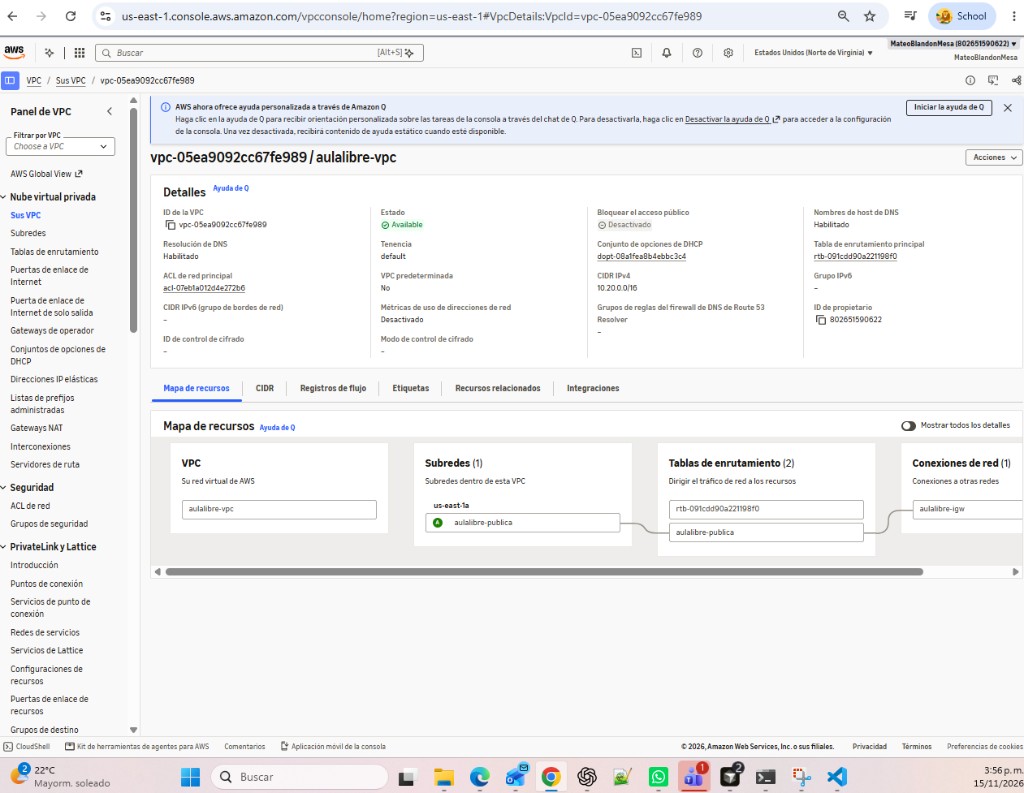 us-east-1.console.aws.amazon.com/vpcconsole/home?region=us-east-1#VpcDetails:VpcId=vpc-05ea9092cc67fe989
School
aws
Buscar
[Alt+S]
Estados Unidos (Norte de Virginia)
MateoBlandonMesa (802651590622)
MateoBlandonMesa
VPC / Sus VPC / vpc-05ea9092cc67fe989
Panel de VPC
Filtrar por VPC
Choose a VPC
AWS Global View
Nube virtual privada
Sus VPC
Subredes
Tablas de enrutamiento
Puertas de enlace de
Internet
Puerta de enlace de
Internet de solo salida
Gateways de operador
Conjuntos de opciones de
DHCP
Direcciones IP elásticas
Listas de prefijos
administradas
Gateways NAT
Interconexiones
Servidores de ruta
Seguridad
ACL de red
Grupos de seguridad
PrivateLink y Lattice
Introducción
Puntos de conexión
Servicios de punto de
conexión
Redes de servicios
Servicios de Lattice
Configuraciones de
recursos
Puertas de enlace de
recursos
Grupos de destino
AWS ahora ofrece ayuda personalizada a través de Amazon Q
Haga clic en la ayuda de Q para recibir orientación personalizada sobre las tareas de la consola a través del chat de Q. Para desactivarla, haga clic en Desactivar la ayuda de Q para acceder a la configuración
de la consola. Una vez desactivada, recibirá contenido de ayuda estático cuando esté disponible.
Iniciar la ayuda de Q
vpc-05ea9092cc67fe989 / aulalibre-vpc
Acciones
Detalles
Ayuda de Q
ID de la VPC
vpc-05ea9092cc67fe989
Estado
Available
Bloquear el acceso público
Desactivado
Nombres de host de DNS
Habilitado
Resolución de DNS
Habilitado
Tenencia
default
Conjunto de opciones de DHCP
dopt-08a1fea8b4ebbc3c4
Tabla de enrutamiento principal
rtb-091cdd90a221198f0
ACL de red principal
acl-07eb1a012d4e272b6
VPC predeterminada
No
CIDR IPv4
10.20.0.0/16
Grupo IPv6
–
CIDR IPv6 (grupo de bordes de red)
–
Métricas de uso de direcciones de red
Desactivado
Grupos de reglas del firewall de DNS de Route 53
Resolver
–
ID de propietario
802651590622
ID de control de cifrado
–
Modo de control de cifrado
–
Mapa de recursos
CIDR
Registros de flujo
Etiquetas
Recursos relacionados
Integraciones
Mapa de recursos
Ayuda de Q
Mostrar todos los detalles
VPC
Su red virtual de AWS
aulalibre-vpc
Subredes (1)
Subredes dentro de esta VPC
us-east-1a
A
aulalibre-publica
Tablas de enrutamiento (2)
Dirigir el tráfico de red a los recursos
rtb-091cdd90a221198f0
aulalibre-publica
Conexiones de red (1)
Conexiones a otras redes
aulalibre-igw
CloudShell
Kit de herramientas de agentes para AWS
Comentarios
Aplicación móvil de la consola
© 2026, Amazon Web Services, Inc. o sus filiales.
Privacidad
Términos
Preferencias de cookies
2
22°C
Mayorm. soleado
Buscar
1
2
3:56 p.m.
15/11/2026